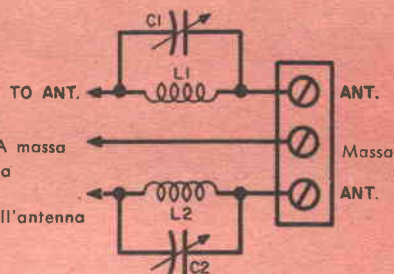 C1
L1
TO ANT.
ANT.
A massa
Massa
a
ANT.
ll'antenna
L2
C2